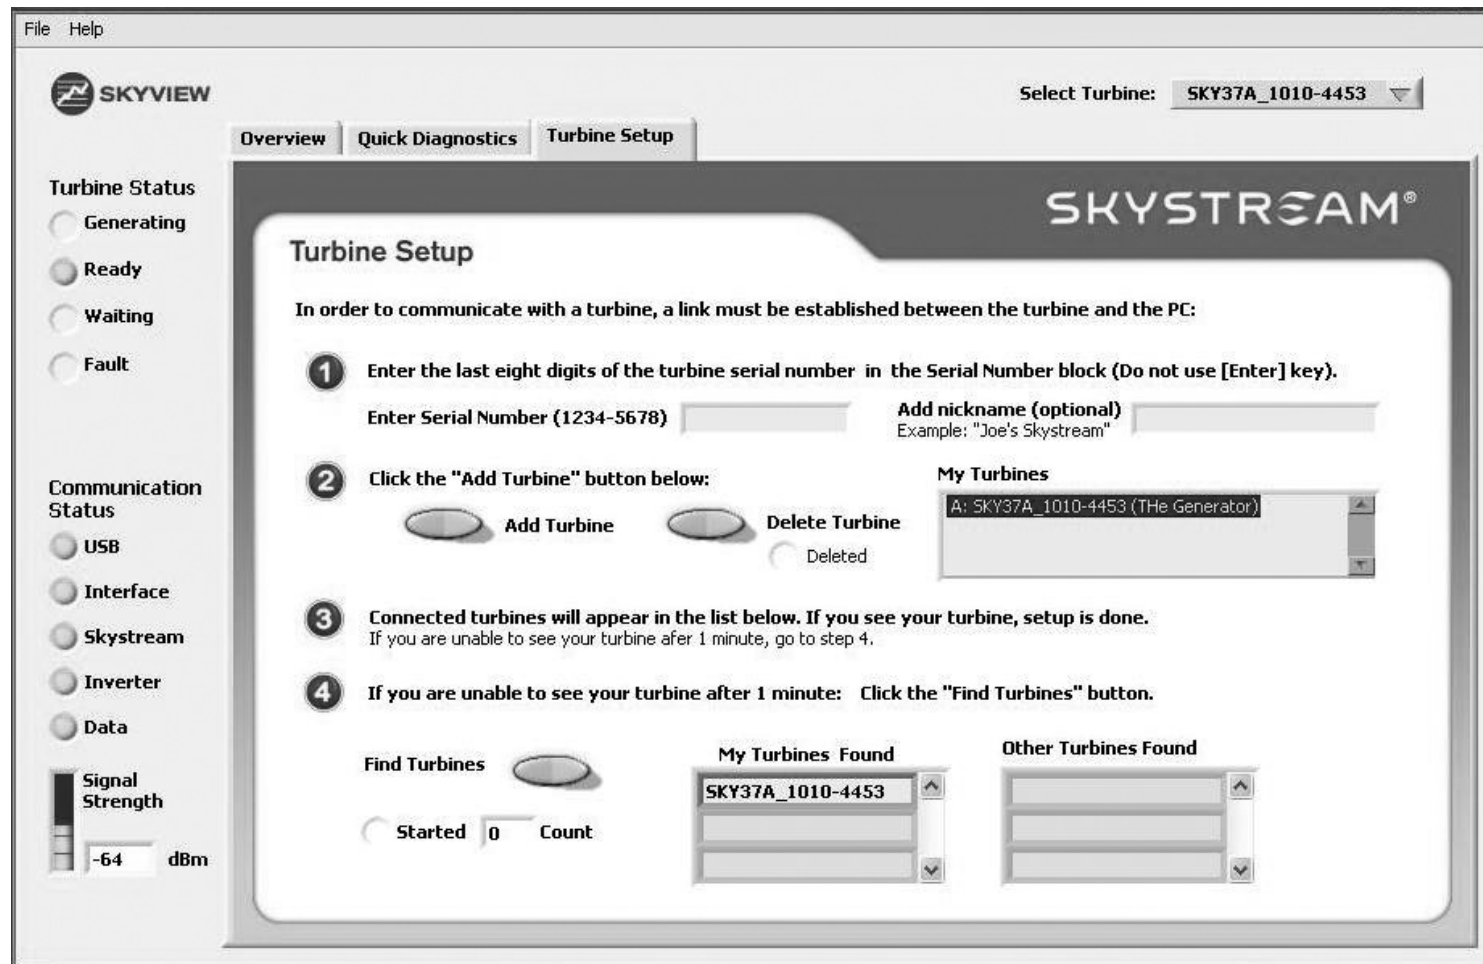 File Help
SKYVIEW
Select Turbine: SKY37A_1010-4453
Overview Quick Diagnostics Turbine Setup
Turbine Status
Generating
Ready
Waiting
Fault
Communication
Status
USB
Interface
Skystream
Inverter
Data
Signal
Strength
-64 dBm
SKYSTREAM®
Turbine Setup
In order to communicate with a turbine, a link must be established between the turbine and the PC:
1 Enter the last eight digits of the turbine serial number in the Serial Number block (Do not use [Enter] key).
Enter Serial Number (1234-5678)
Add nickname (optional)
Example: "Joe's Skystream"
2 Click the "Add Turbine" button below:
Add Turbine
Delete Turbine
Deleted
My Turbines
A: SKY37A_1010-4453 (THe Generator)
3 Connected turbines will appear in the list below. If you see your turbine, setup is done.
If you are unable to see your turbine afer 1 minute, go to step 4.
4 If you are unable to see your turbine after 1 minute: Click the "Find Turbines" button.
Find Turbines
Started 0 Count
My Turbines Found
SKY37A_1010-4453
Other Turbines Found